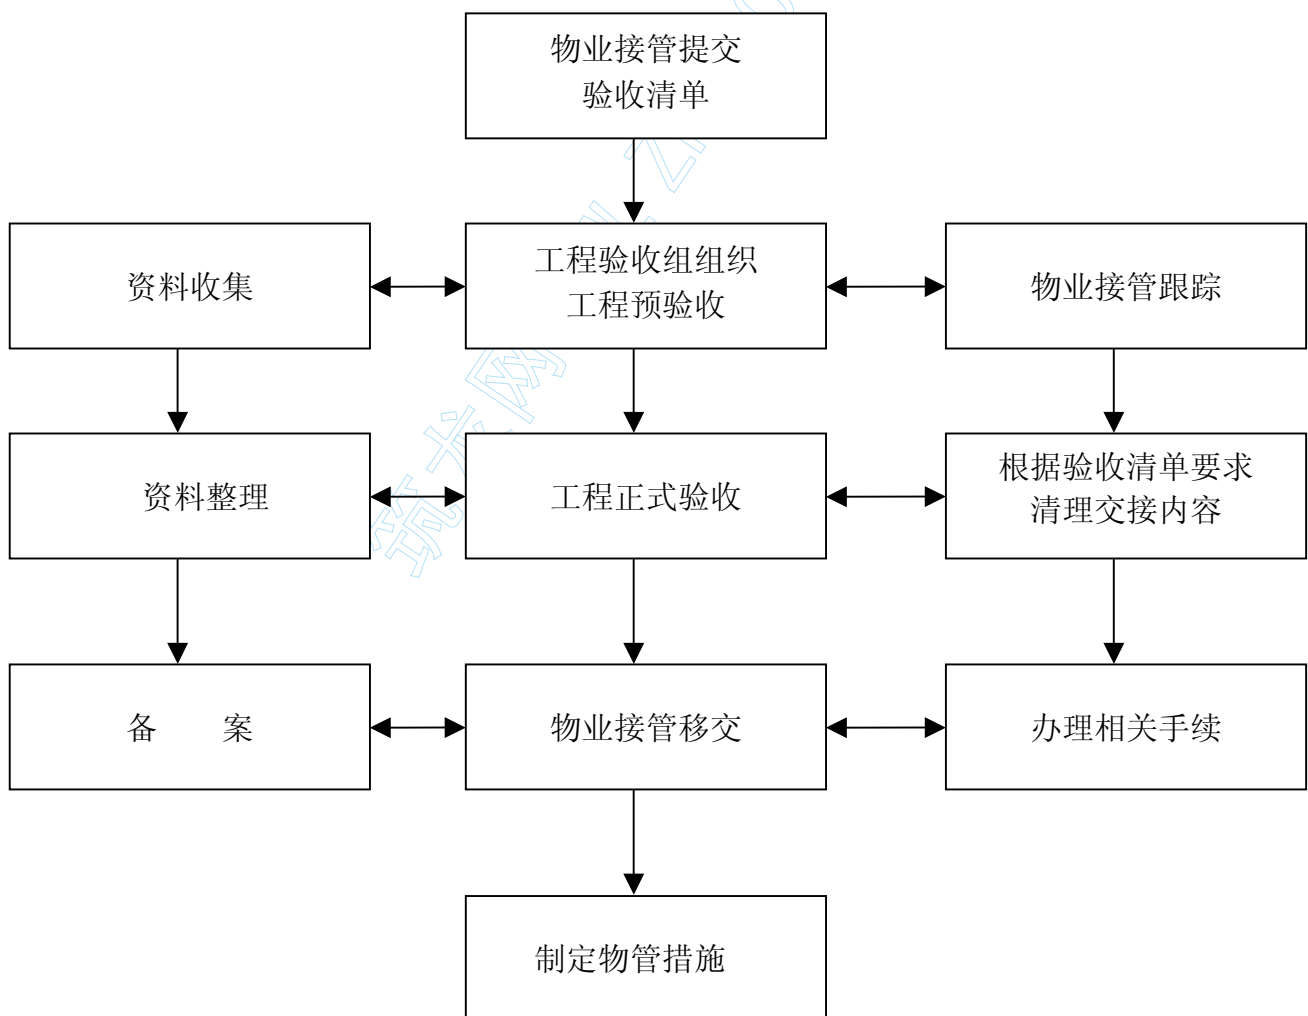 物业接管提交
验收清单
资料收集
工程验收组组织
工程预验收
物业接管跟踪
资料整理
工程正式验收
根据验收清单要求
清理交接内容
备 案
物业接管移交
办理相关手续
制定物管措施
筑龙网